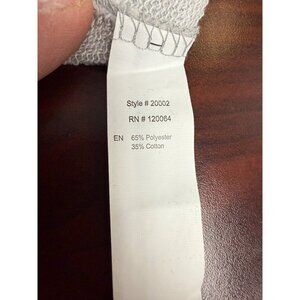 Style # 20002
RN # 120064
EN 65% Polyester
35% Cotton